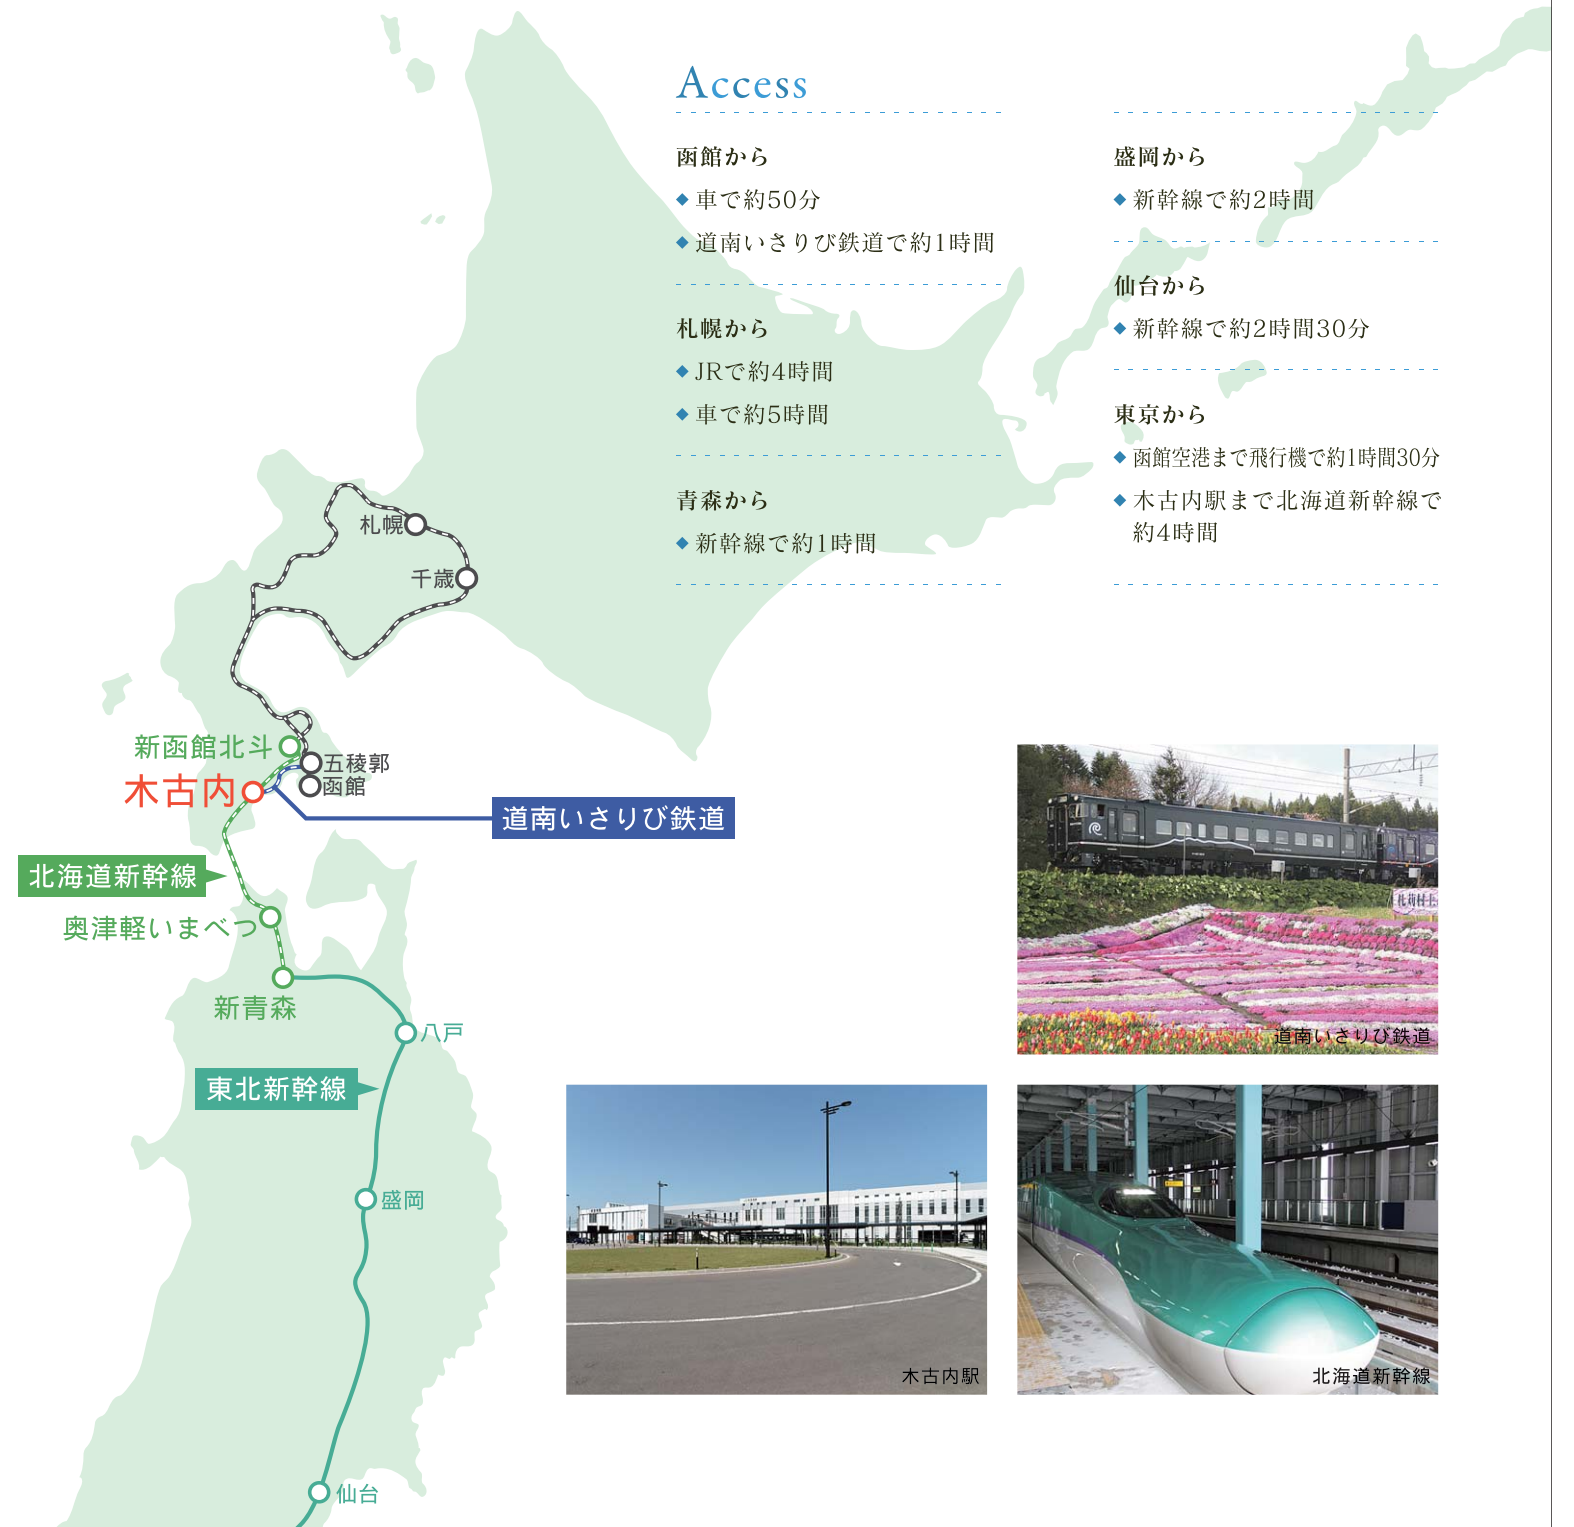 Access
函館から
◆車で約50分
◆道南いさりび鉄道で約1時間
札幌から
◆JRで約4時間
◆車で約5時間
青森から
◆新幹線で約1時間
盛岡から
◆新幹線で約2時間
仙台から
◆新幹線で約2時間30分
東京から
◆函館空港まで飛行機で約1時間30分
◆木古内駅まで北海道新幹線で
約4時間
札幌
千歳
新函館北斗
五稜郭
函館
木古内
道南いさりび鉄道
北海道新幹線
奥津軽いまべつ
新青森
八戸
東北新幹線
盛岡
仙台
札苅村上
道南いさりび鉄道
木古内駅
北海道新幹線